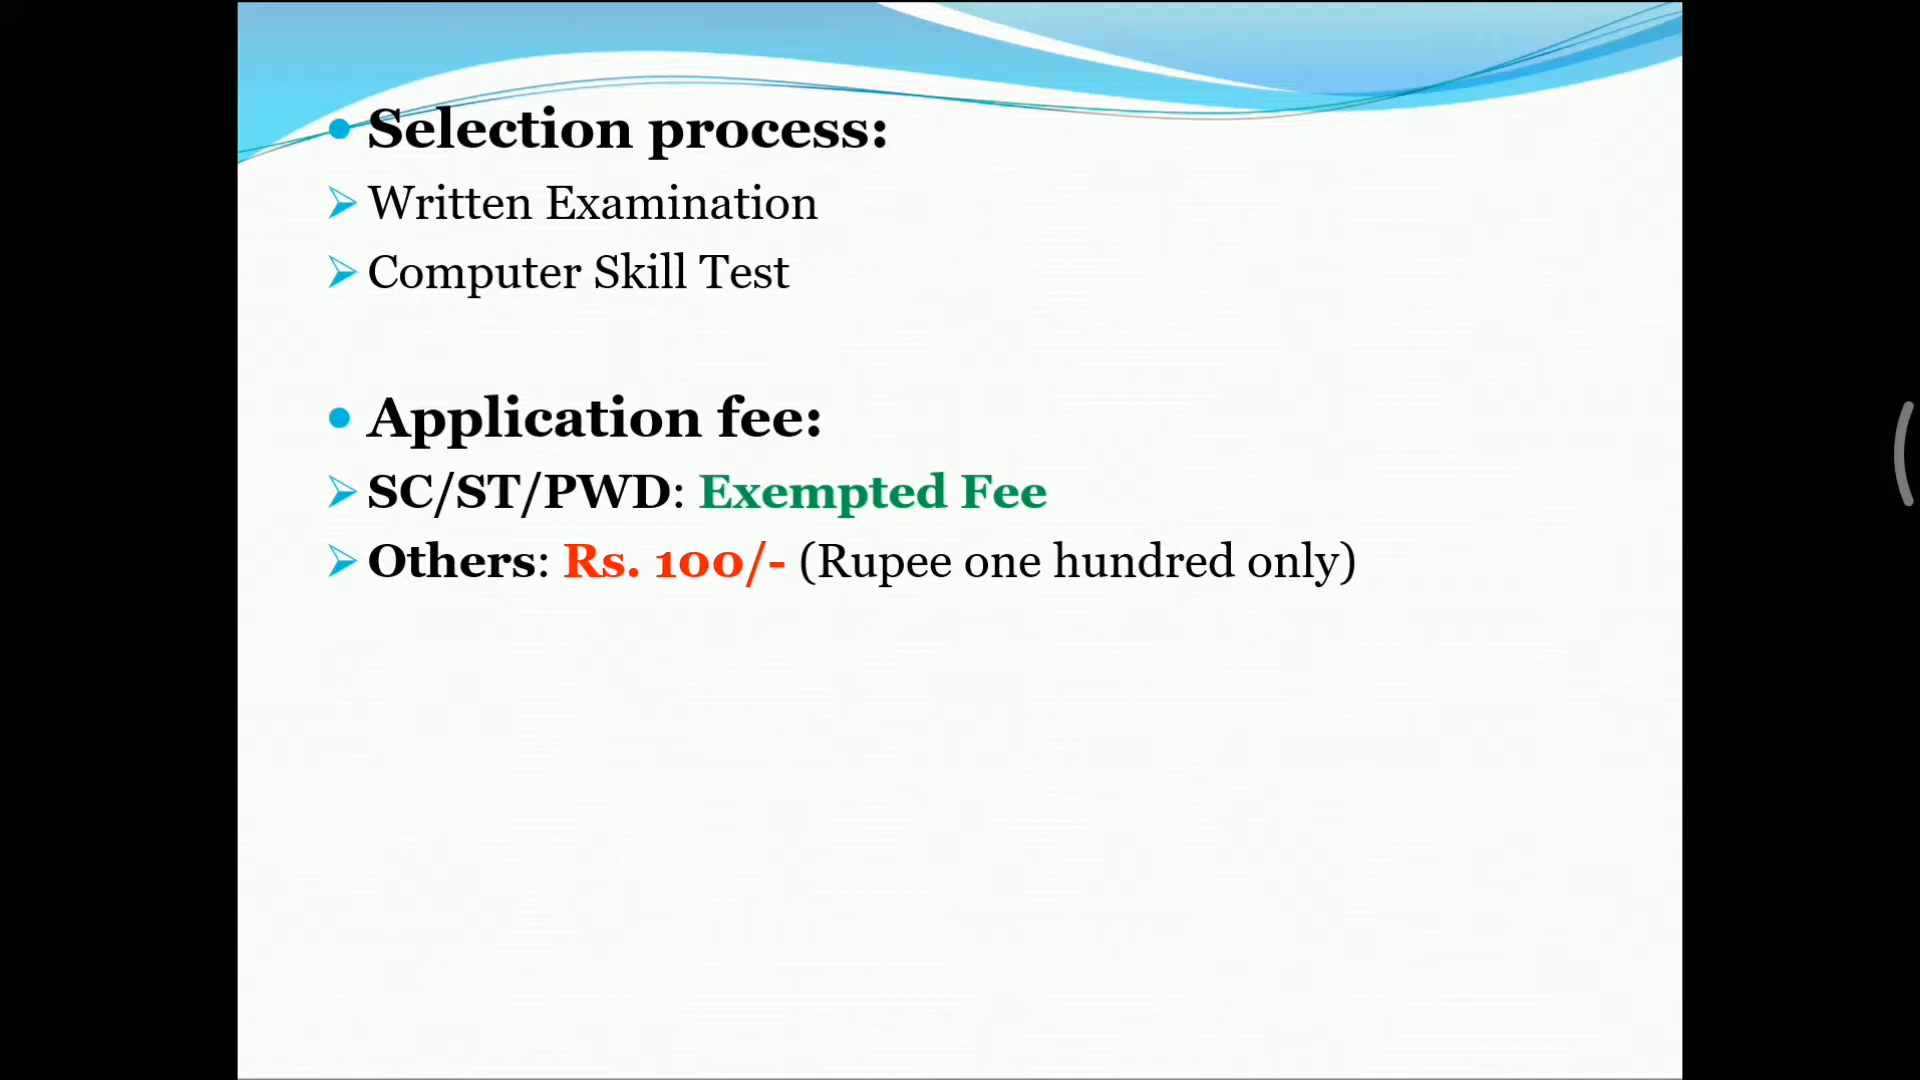 Selection process:
Written Examination
Computer Skill Test
Application fee:
SC/ST/PWD: Exempted Fee
Others: Rs. 100/- (Rupee one hundred only)